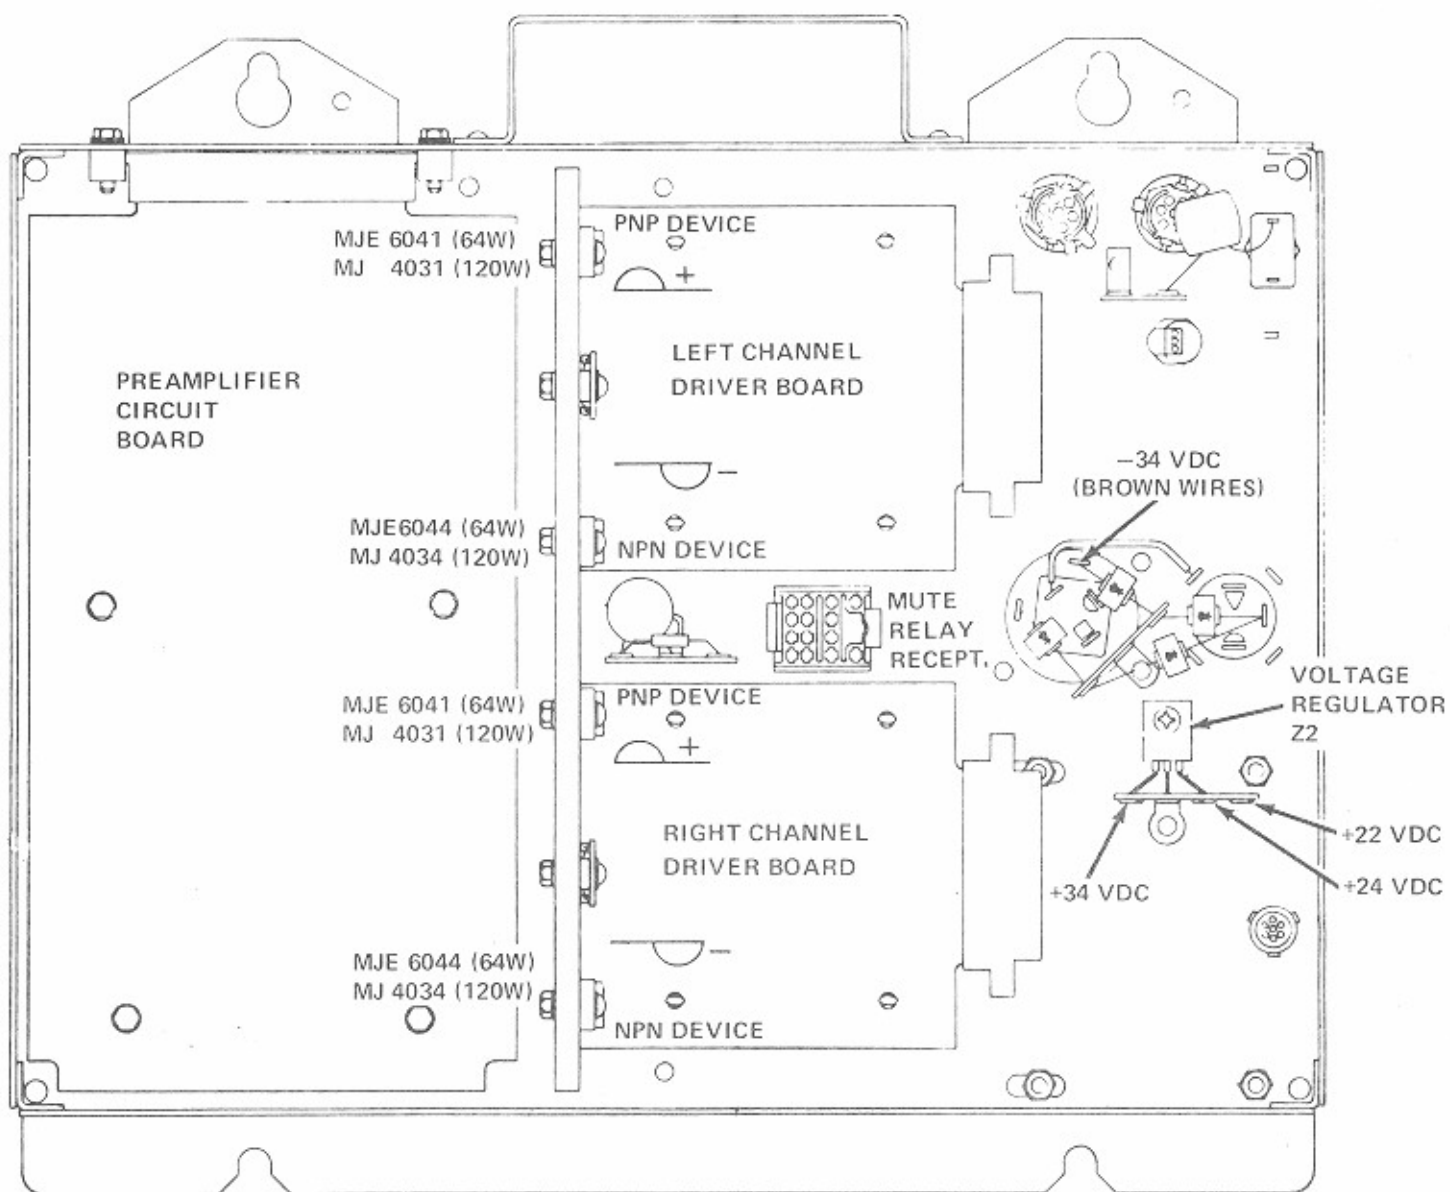 PNP DEVICE
MJE 6041 (64W)
MJ 4031 (120W)
+
LEFT CHANNEL
DRIVER BOARD
PREAMPLIFIER
CIRCUIT
BOARD
−34 VDC
(BROWN WIRES)
−
MJE6044 (64W)
MJ 4034 (120W)
NPN DEVICE
MUTE
RELAY
RECEPT.
VOLTAGE
REGULATOR
Z2
PNP DEVICE
MJE 6041 (64W)
MJ 4031 (120W)
+
RIGHT CHANNEL
DRIVER BOARD
+22 VDC
+24 VDC
+34 VDC
−
MJE 6044 (64W)
MJ 4034 (120W)
NPN DEVICE